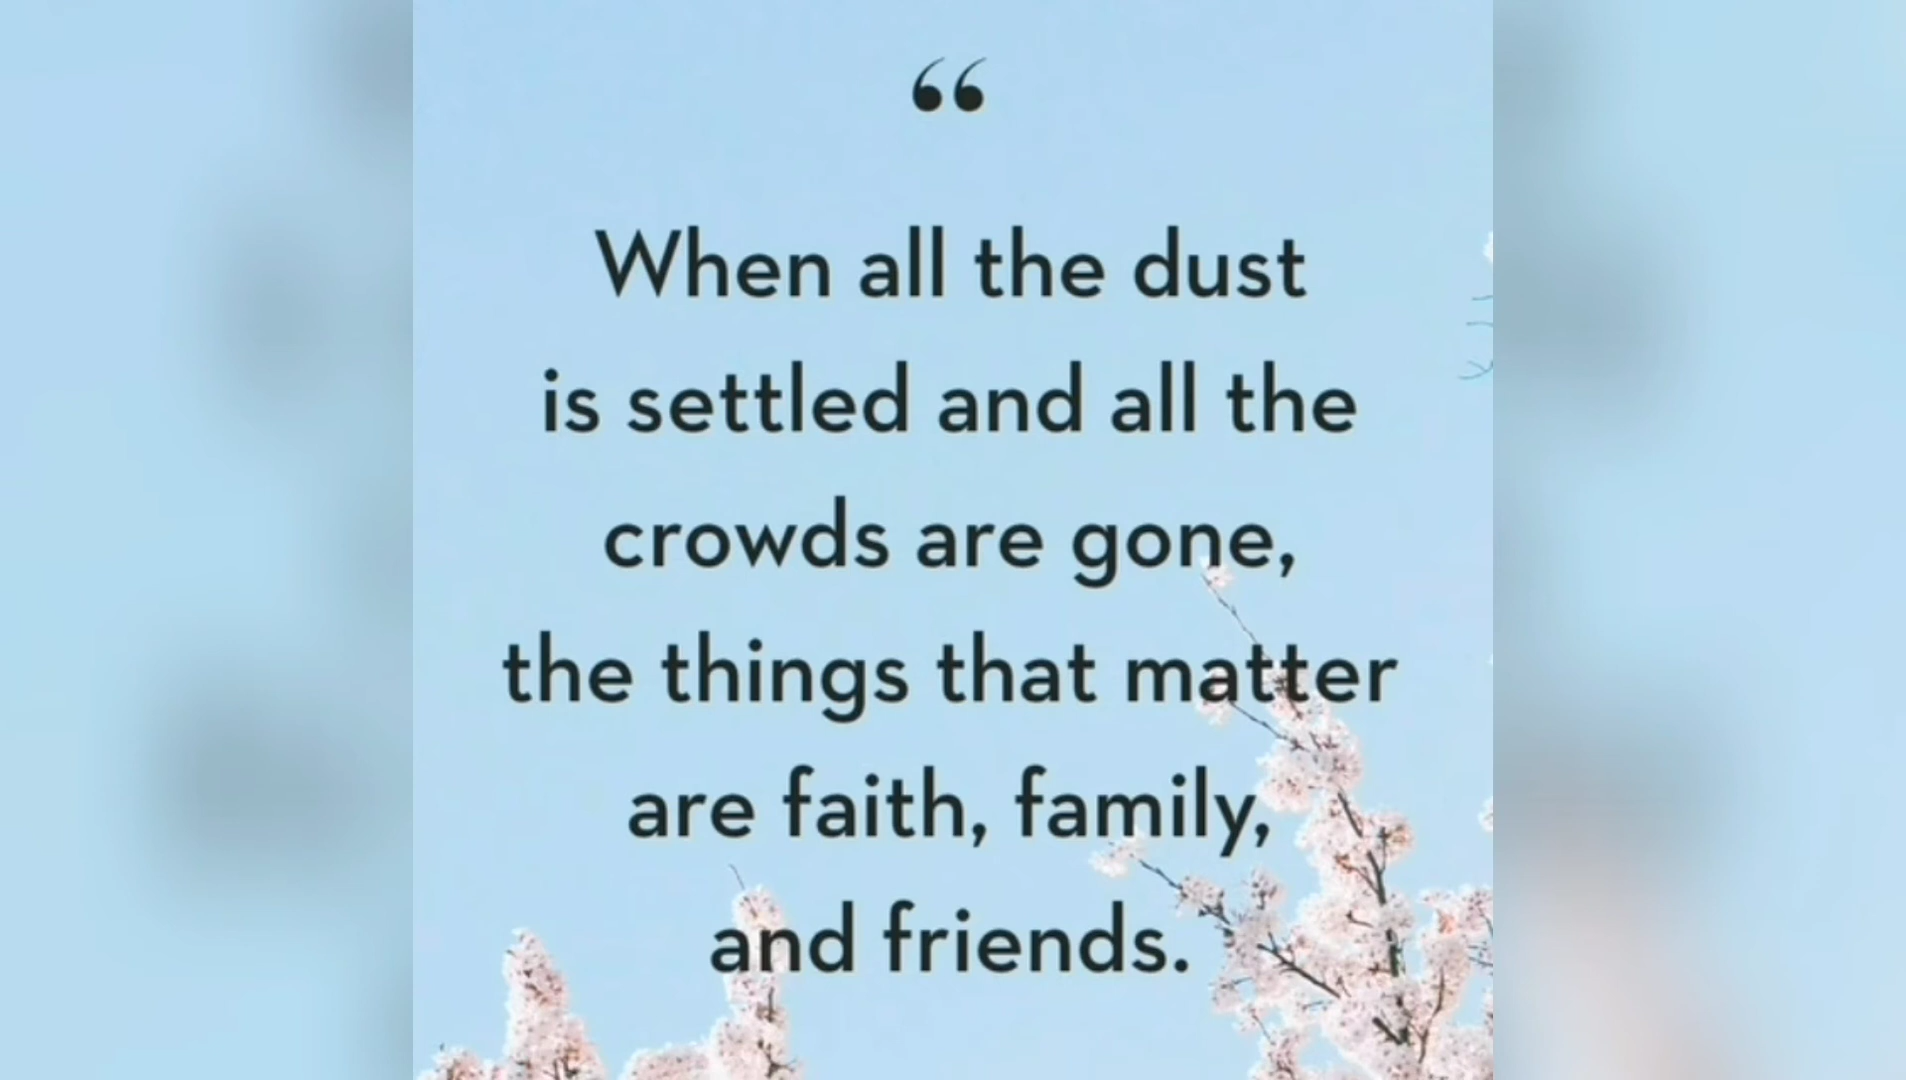 “
When all the dust
is settled and all the
crowds are gone,
the things that matter
are faith, family,
and friends.